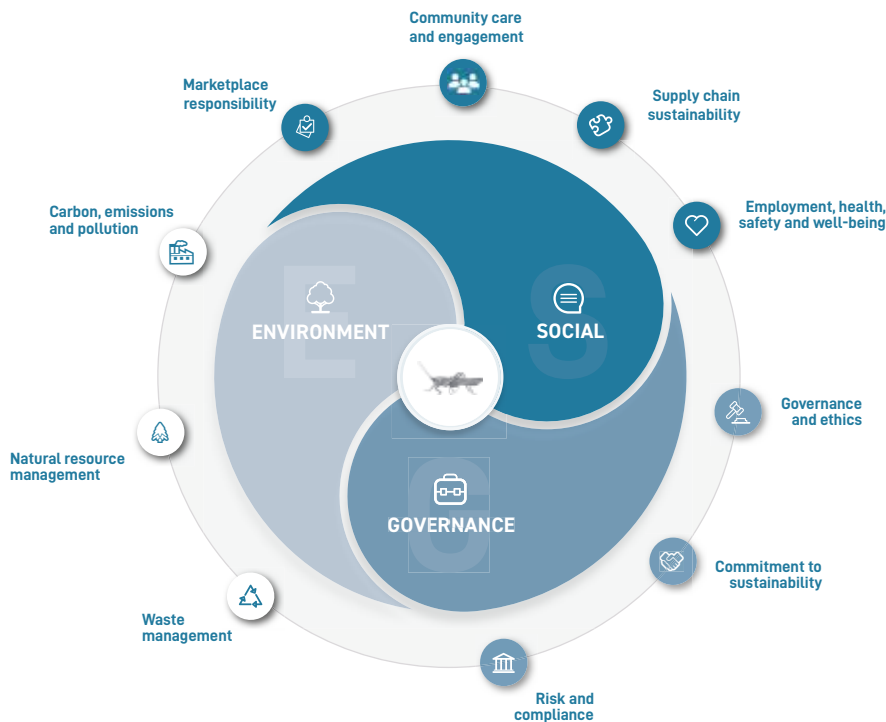 Community care
and engagement
Marketplace
responsibility
Supply chain
sustainability
Carbon, emissions
and pollution
Employment, health,
safety and well-being
E
ENVIRONMENT
S
SOCIAL
Governance
and ethics
Natural resource
management
G
GOVERNANCE
Commitment to
sustainability
Waste
management
Risk and
compliance